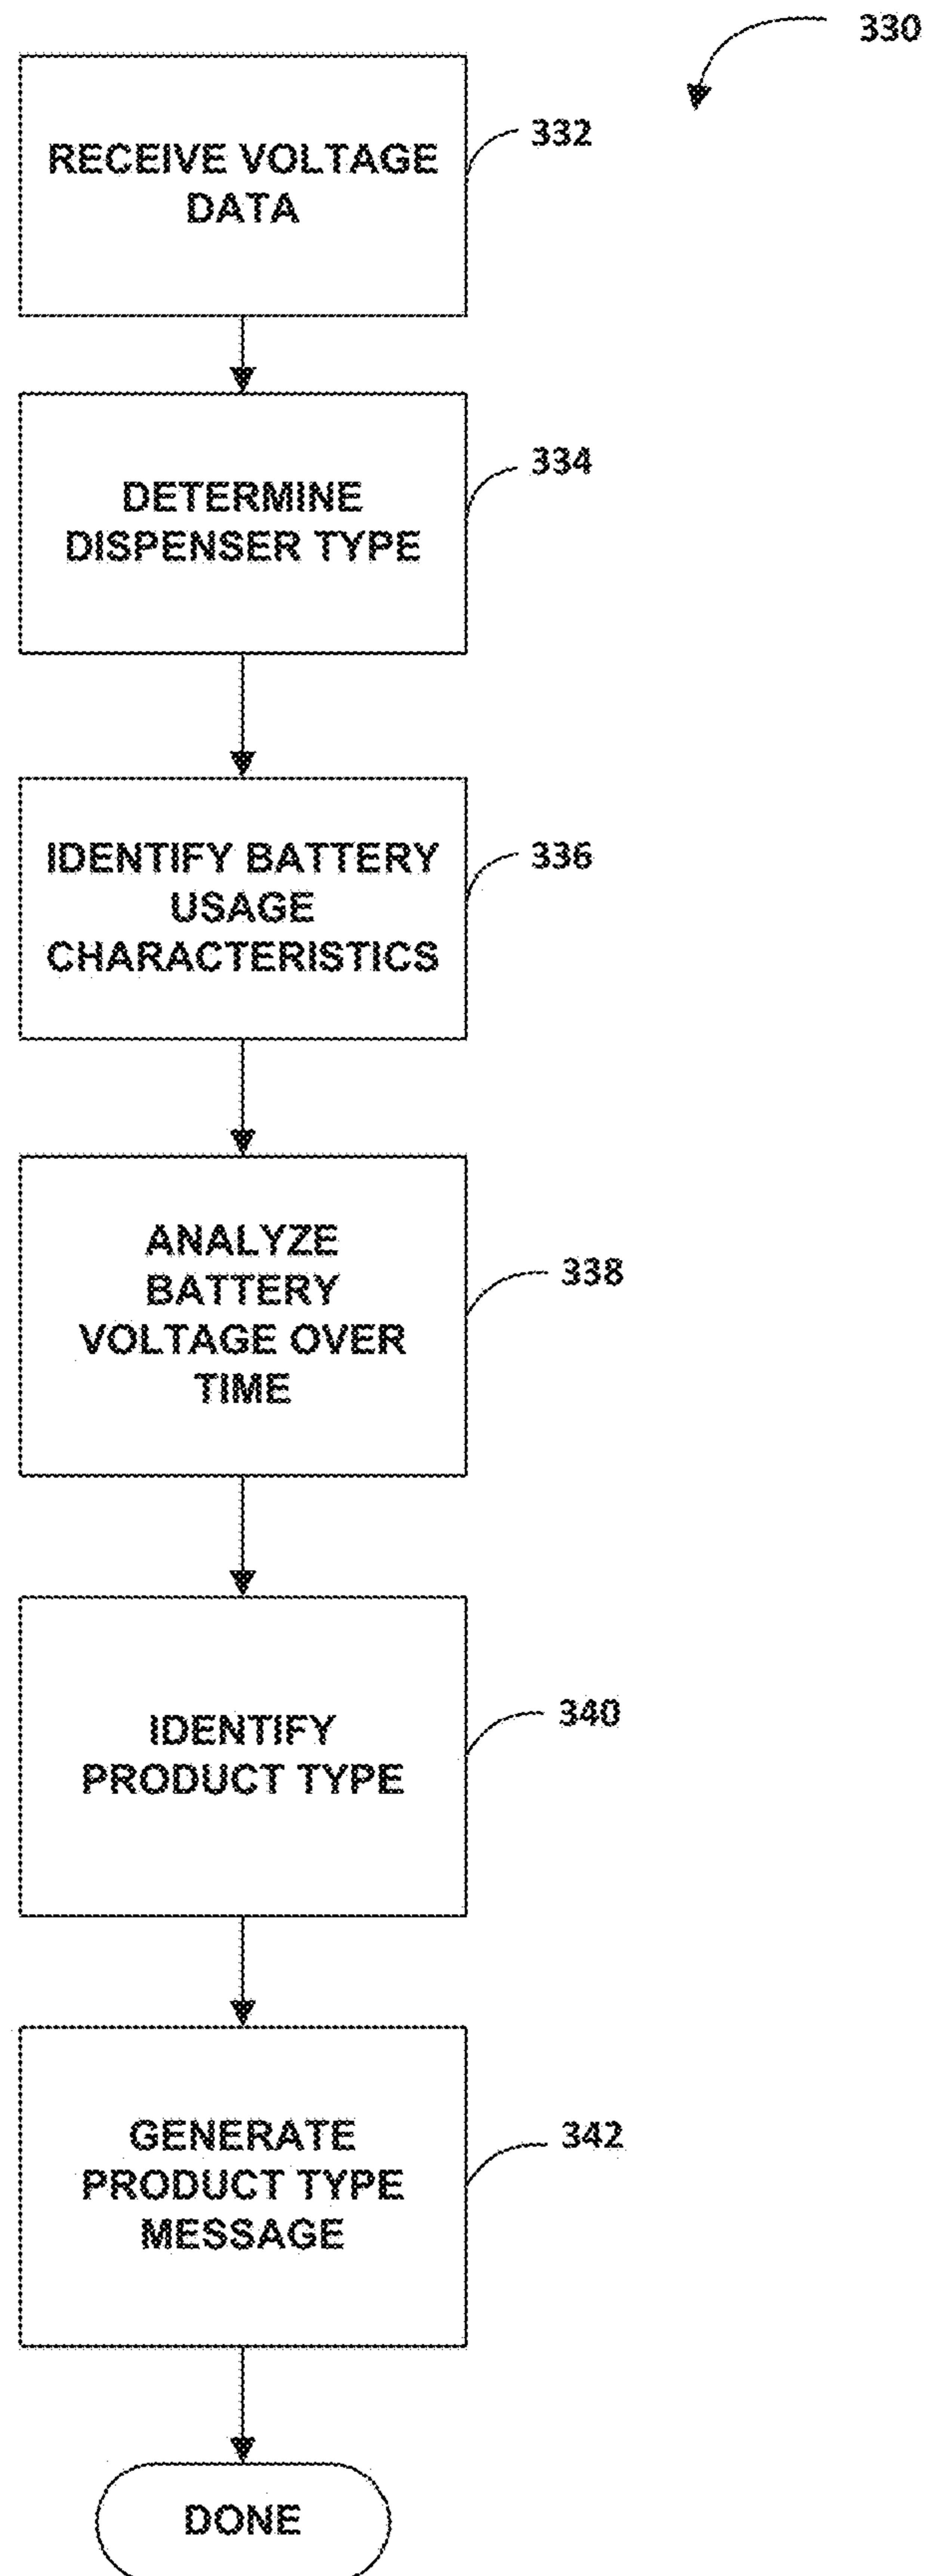 330
RECEIVE VOLTAGE
DATA
332
DETERMINE
DISPENSER TYPE
334
IDENTIFY BATTERY
USAGE
CHARACTERISTICS
336
ANALYZE
BATTERY
VOLTAGE OVER
TIME
338
IDENTIFY
PRODUCT TYPE
340
GENERATE
PRODUCT TYPE
MESSAGE
342
DONE